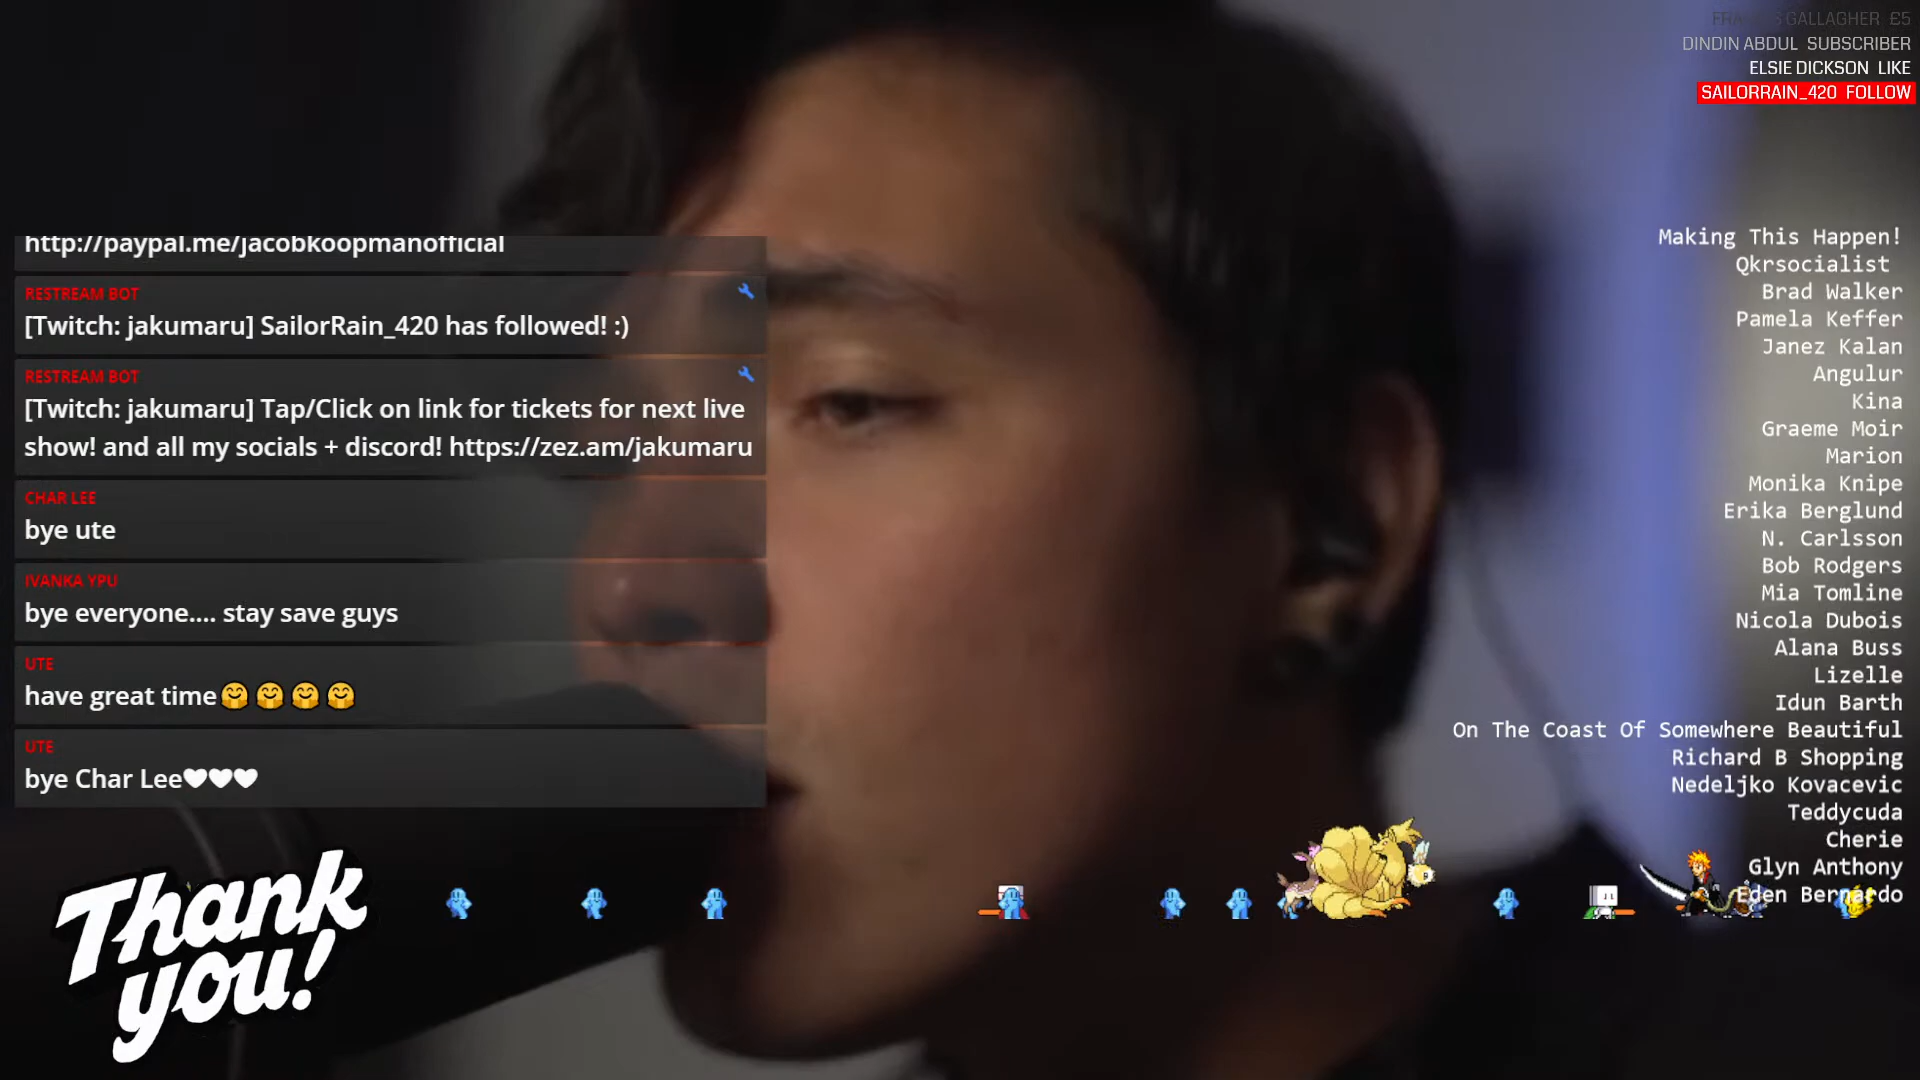 FRANCIS GALLAGHER £5
DINDIN ABDUL SUBSCRIBER
ELSIE DICKSON LIKE
SAILORRAIN_420 FOLLOW
http://paypal.me/jacobkoopmanofficial
RESTREAM BOT
[Twitch: jakumaru] SailorRain_420 has followed! :)
RESTREAM BOT
[Twitch: jakumaru] Tap/Click on link for tickets for next live
show! and all my socials + discord! https://zez.am/jakumaru
CHAR LEE
bye ute
IVANKA YPU
bye everyone.... stay save guys
UTE
have great time🤗🤗🤗🤗
UTE
bye Char Lee🤍🤍🤍
Thank
you!
Making This Happen!
Qkrsocialist
Brad Walker
Pamela Keffer
Janez Kalan
Angulur
Kina
Graeme Moir
Marion
Monika Knipe
Erika Berglund
N. Carlsson
Bob Rodgers
Mia Tomline
Nicola Dubois
Alana Buss
Lizelle
Idun Barth
On The Coast Of Somewhere Beautiful
Richard B Shopping
Nedeljko Kovacevic
Teddycuda
Cherie
Glyn Anthony
Eden Bernardo